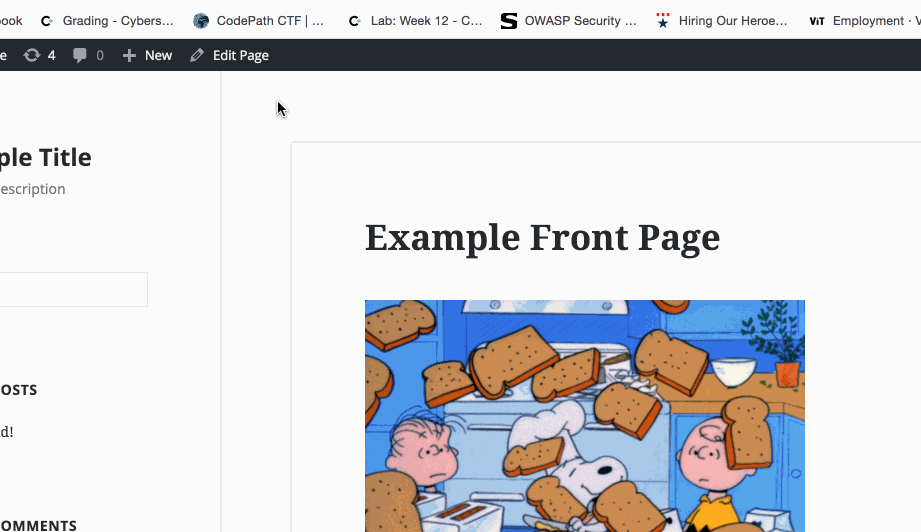 ook Grading - Cybers... CodePath CTF | ... Lab: Week 12 - C... OWASP Security ... Hiring Our Heroe... ViT Employment - V
e 4 0 New Edit Page
ple Title
escription
Example Front Page
OSTS
d!
OMMENTS